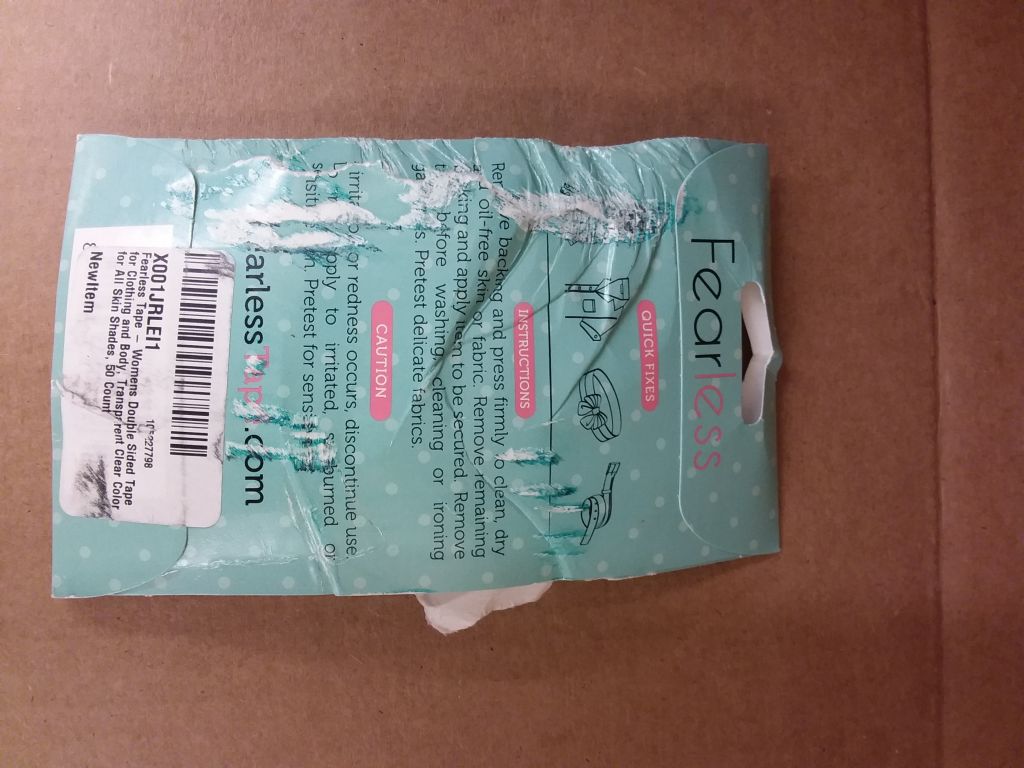 Fearless
QUICK FIXES
INSTRUCTIONS
backing and press firmly to clean, dry
oil-free skin or fabric. Remove remaining
and apply item to be secured. Remove
before washing, cleaning or ironing
Pretest delicate fabrics.
CAUTION
or redness occurs, discontinue use.
apply to irritated, sunburned or
Pretest for
earlessTape.com
X001JRLEI1
Fearless Tape – Womens Double Sided Tape
for Clothing and Body, Transparent Clear Color
for All Skin Shades, 50 Count
NewItem